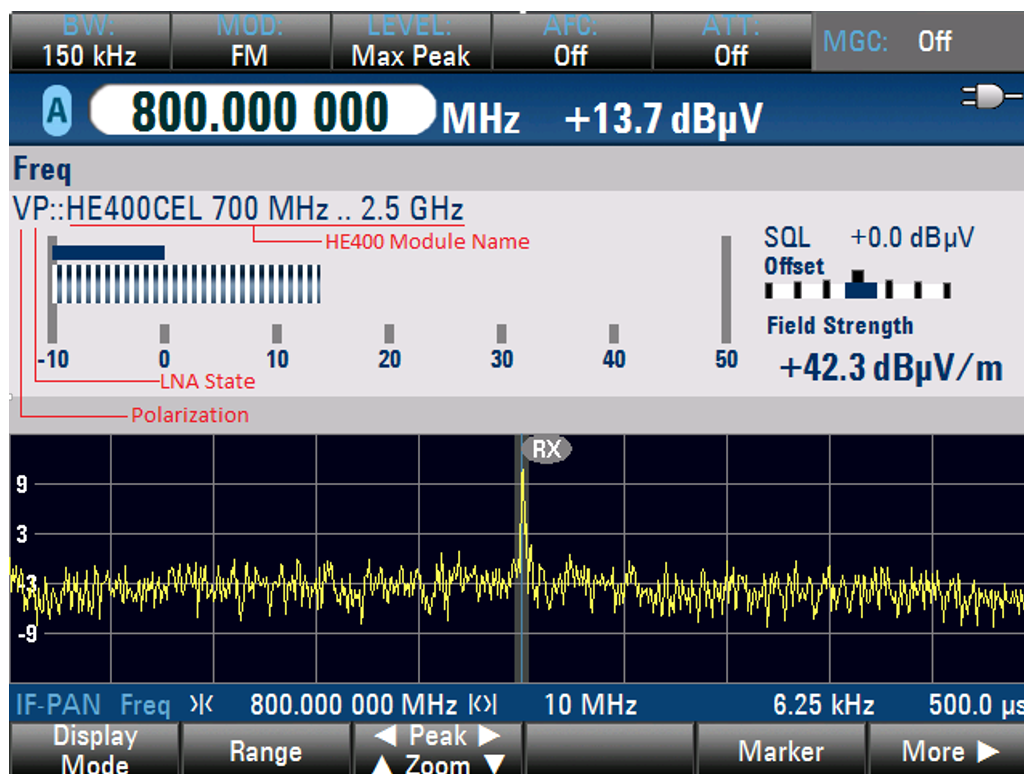 BW: MOD: LEVEL: AFC: ATT: MGC: Off
150 kHz FM Max Peak Off Off
A 800.000 000 MHz +13.7 dBµV
Freq
VP::HE400CEL 700 MHz .. 2.5 GHz
HE400 Module Name
SQL +0.0 dBµV
Offset
Field Strength
+42.3 dBµV/m
-10 0 10 20 30 40 50
LNA State
Polarization
RX
9
3
-3
-9
IF-PAN Freq 800.000 000 MHz 10 MHz 6.25 kHz 500.0 µs
Display Mode
Range
◀ Peak ▶
▲ Zoom ▼
Marker
More ▶